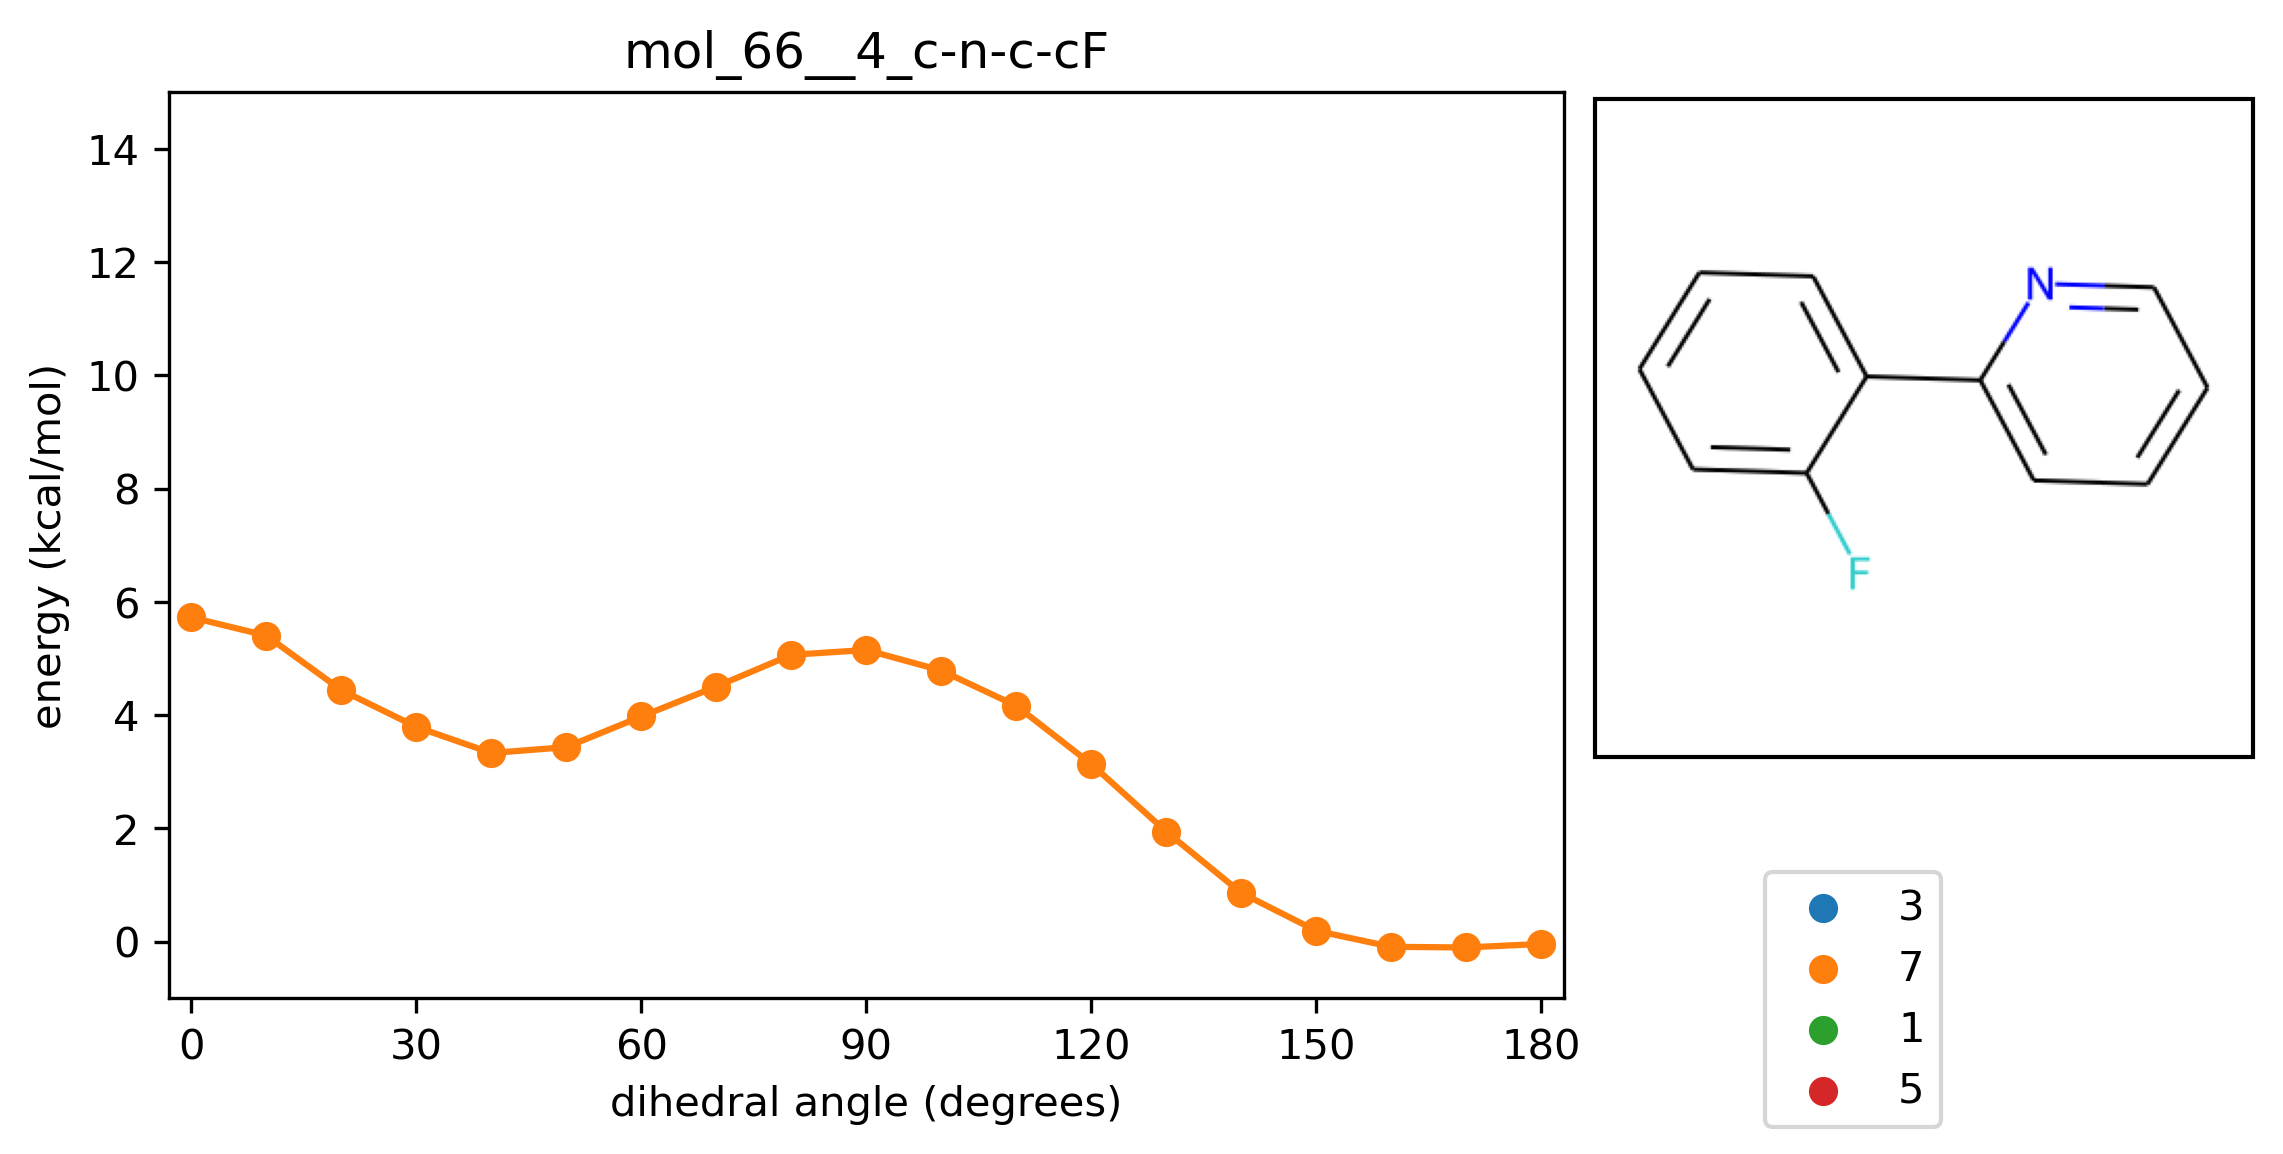 mol_66__4_c-n-c-cF
energy (kcal/mol)
14
12
10
8
6
4
2
0
0 30 60 90 120 150 180
dihedral angle (degrees)
N
F
3
7
1
5